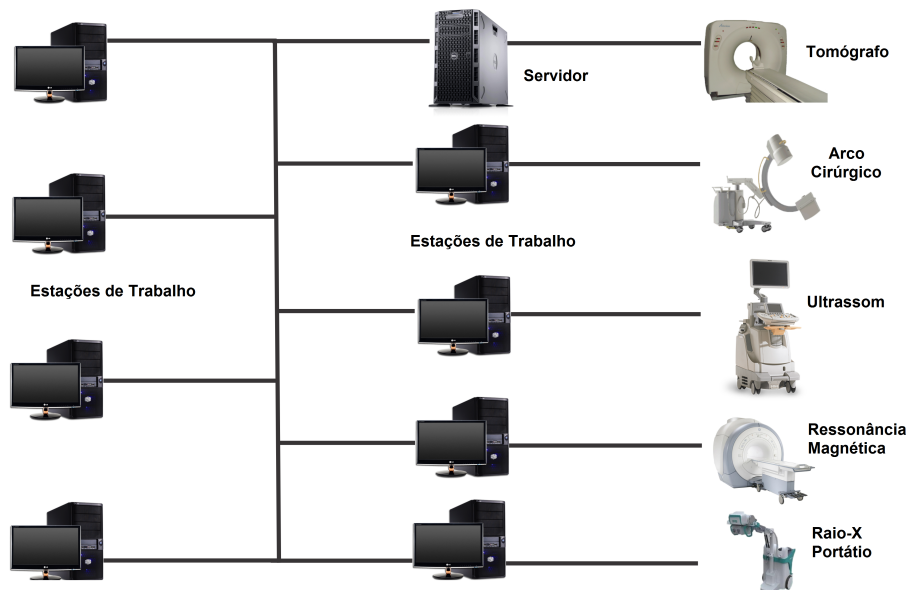 Servidor
Tomógrafo
Arco
Cirúrgico
Estações de Trabalho
Estações de Trabalho
Ultrassom
Ressonância
Magnética
Raio-X
Portátio